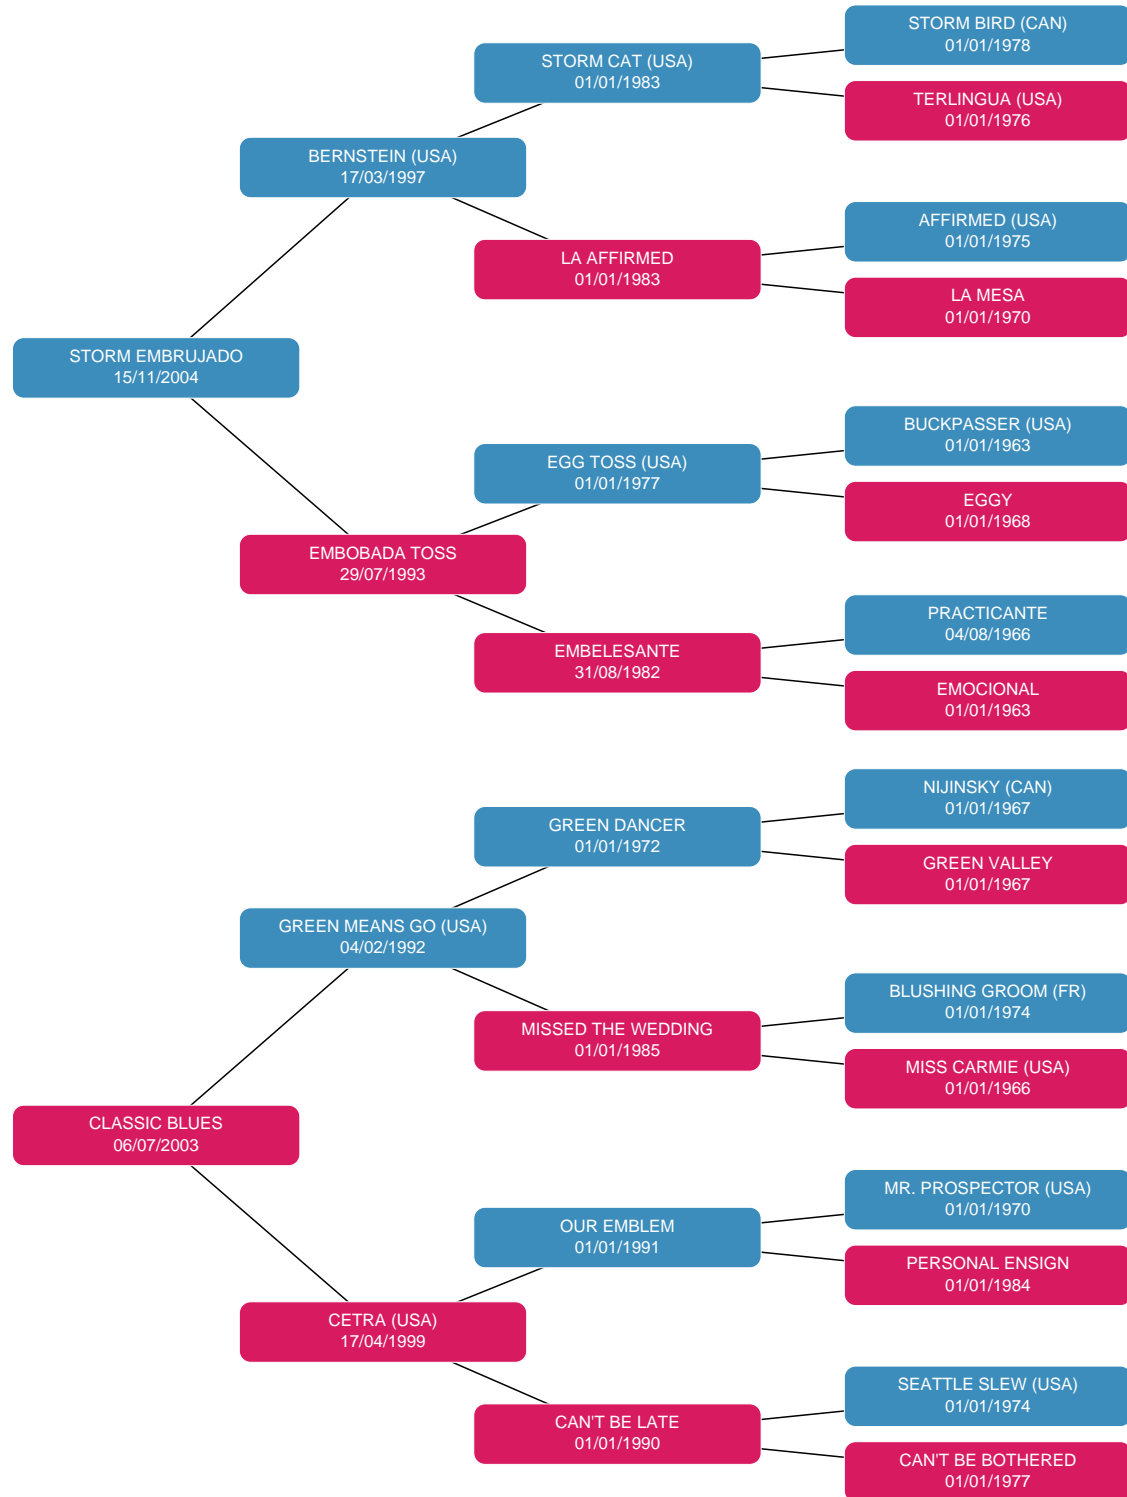 STORM BIRD (CAN)
01/01/1978
STORM CAT (USA)
01/01/1983
TERLINGUA (USA)
01/01/1976
BERNSTEIN (USA)
17/03/1997
AFFIRMED (USA)
01/01/1975
LA AFFIRMED
01/01/1983
LA MESA
01/01/1970
STORM EMBRUJADO
15/11/2004
BUCKPASSER (USA)
01/01/1963
EGG TOSS (USA)
01/01/1977
EGGY
01/01/1968
EMBOBADA TOSS
29/07/1993
PRACTICANTE
04/08/1966
EMBELESANTE
31/08/1982
EMOCIONAL
01/01/1963
NIJINSKY (CAN)
01/01/1967
GREEN DANCER
01/01/1972
GREEN VALLEY
01/01/1967
GREEN MEANS GO (USA)
04/02/1992
BLUSHING GROOM (FR)
01/01/1974
MISSED THE WEDDING
01/01/1985
MISS CARMIE (USA)
01/01/1966
CLASSIC BLUES
06/07/2003
MR. PROSPECTOR (USA)
01/01/1970
OUR EMBLEM
01/01/1991
PERSONAL ENSIGN
01/01/1984
CETRA (USA)
17/04/1999
SEATTLE SLEW (USA)
01/01/1974
CAN'T BE LATE
01/01/1990
CAN'T BE BOTHERED
01/01/1977